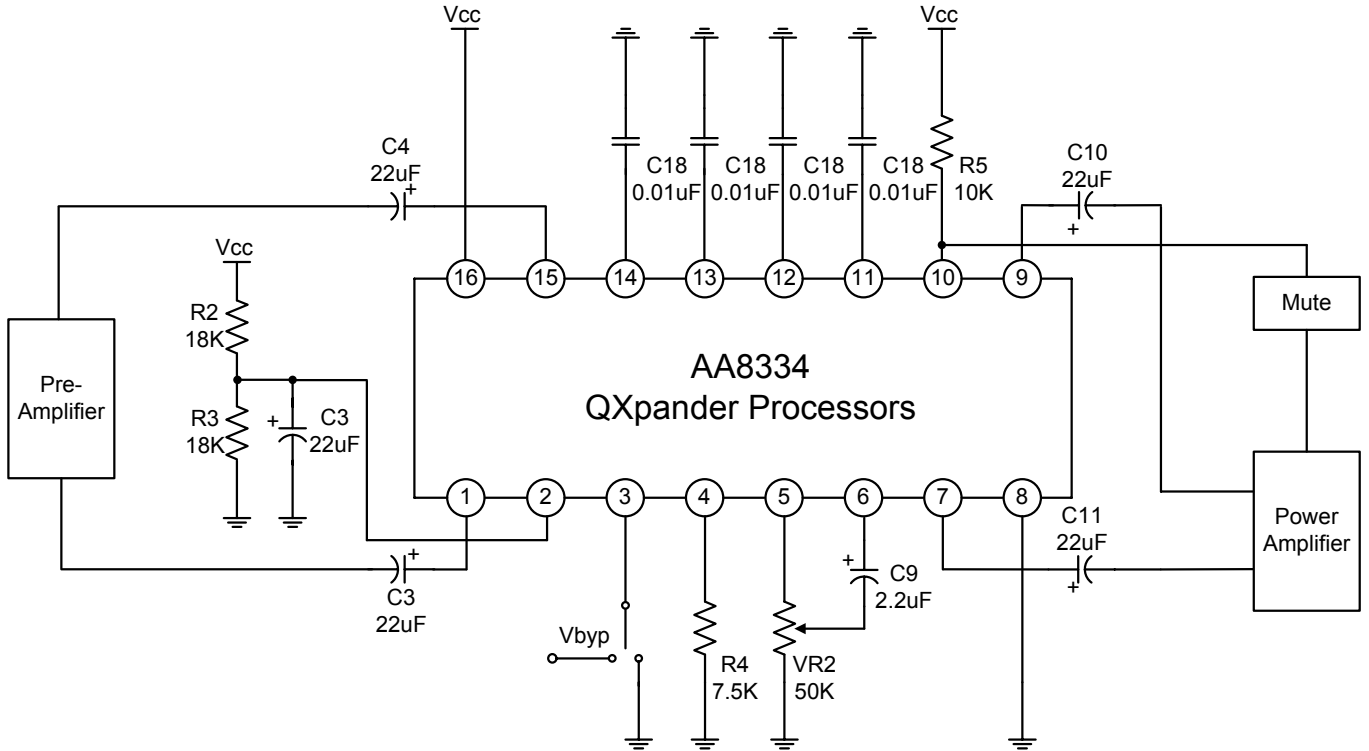 Vcc
Vcc
C4
22uF
+
C18
0.01uF
C18
0.01uF
C18
0.01uF
C18
0.01uF
R5
10K
C10
22uF
+
Vcc
16
15
14
13
12
11
10
9
Mute
R2
18K
Pre-
Amplifier
AA8334
QXpander Processors
R3
18K
+
C3
22uF
1
2
3
4
5
6
7
8
Power
Amplifier
C11
22uF
+
+
C3
22uF
+
C9
2.2uF
Vbyp
R4
7.5K
VR2
50K